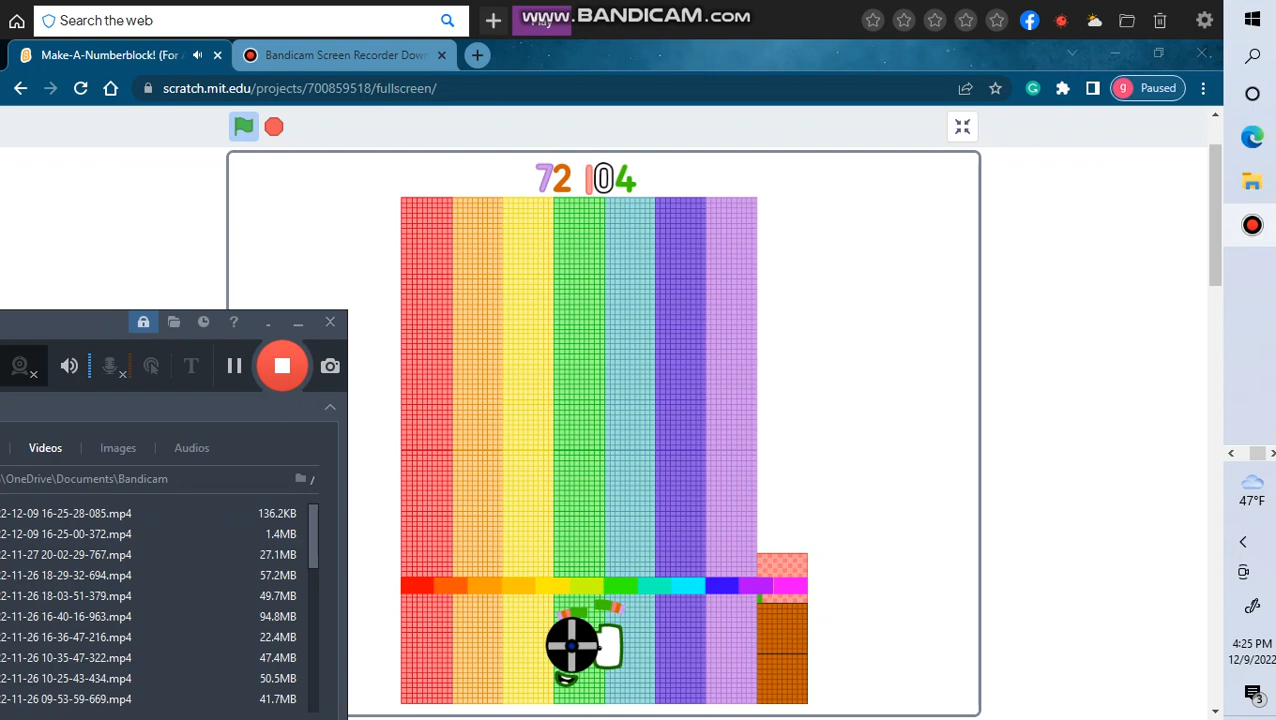 Search the web
Play
www.BANDICAM.com
Make-A-Numberblock! (For A
Bandicam Screen Recorder Dow
scratch.mit.edu/projects/700859518/fullscreen/
g Paused
72 104
T
Videos Images Audios
\OneDrive\Documents\Bandicam
/
2-12-09 16-25-28-085.mp4 136.2KB
2-12-09 16-25-00-372.mp4 1.4MB
2-11-27 20-02-29-767.mp4 27.1MB
2-11-26 18-29-32-694.mp4 57.2MB
2-11-26 18-03-51-379.mp4 49.7MB
2-11-26 16-40-16-963.mp4 94.8MB
2-11-26 16-36-47-216.mp4 22.4MB
2-11-26 10-35-47-322.mp4 47.4MB
2-11-26 10-25-43-434.mp4 50.5MB
2-11-26 09-53-59-669.mp4 41.7MB
47°F
4:25 PM
12/9/2022
3